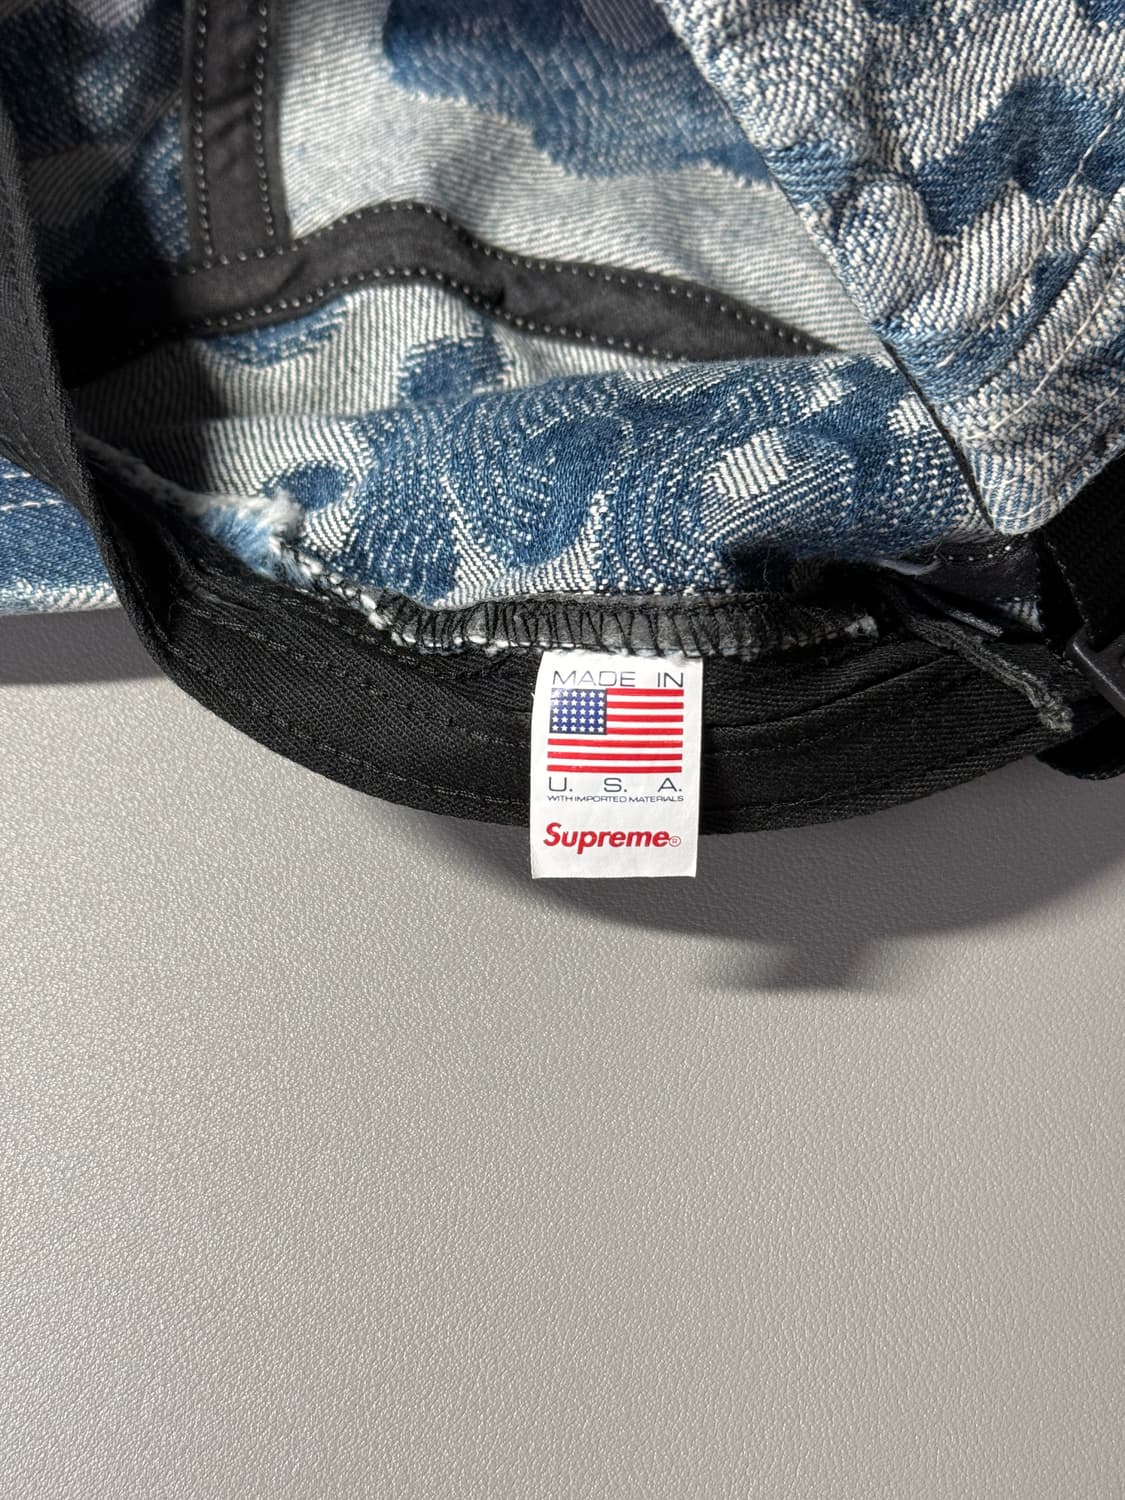 MADE IN
U. S. A.
WITH IMPORTED MATERIALS
Supreme®